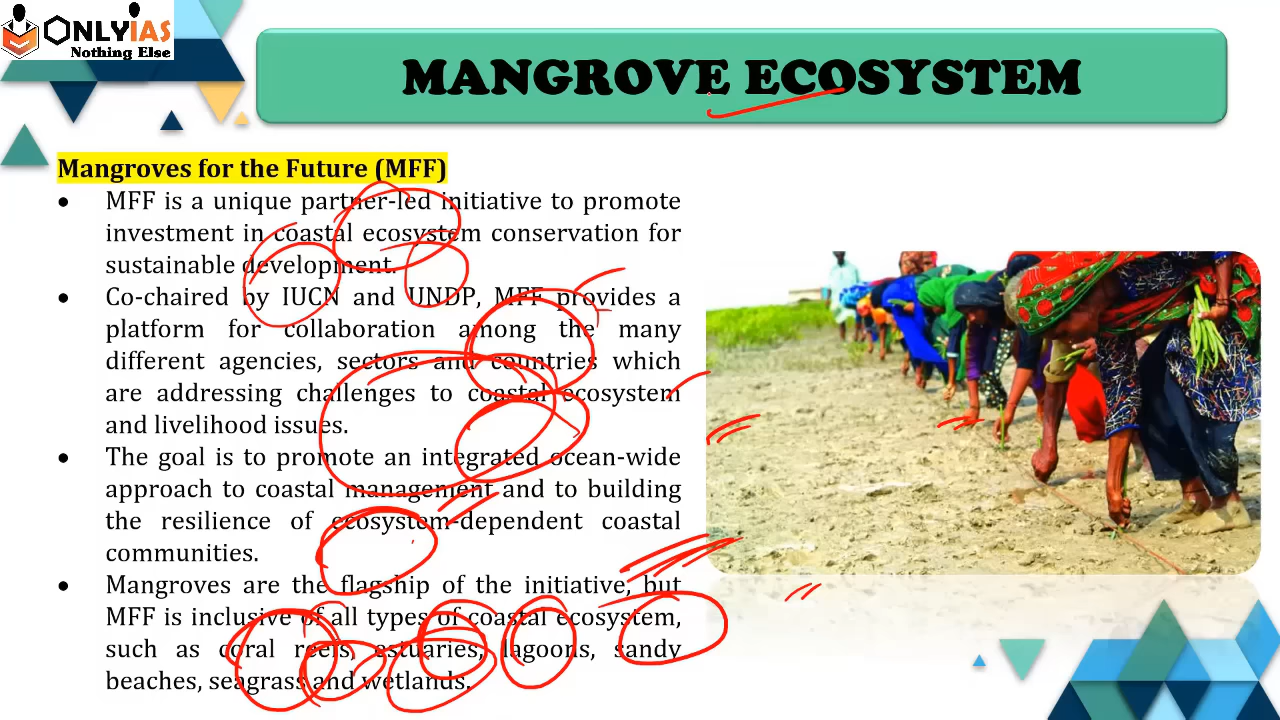 ONLYIAS
Nothing Else
MANGROVE ECOSYSTEM
Mangroves for the Future (MFF)
• MFF is a unique partner-led initiative to promote
investment in coastal ecosystem conservation for
sustainable development.
• Co-chaired by IUCN and UNDP, MFF provides a
platform for collaboration among the many
different agencies, sectors and countries which
are addressing challenges to coastal ecosystem
and livelihood issues.
• The goal is to promote an integrated ocean-wide
approach to coastal management and to building
the resilience of ecosystem-dependent coastal
communities.
• Mangroves are the flagship of the initiative, but
MFF is inclusive of all types of coastal ecosystem,
such as coral reefs, estuaries, lagoons, sandy
beaches, seagrass and wetlands.